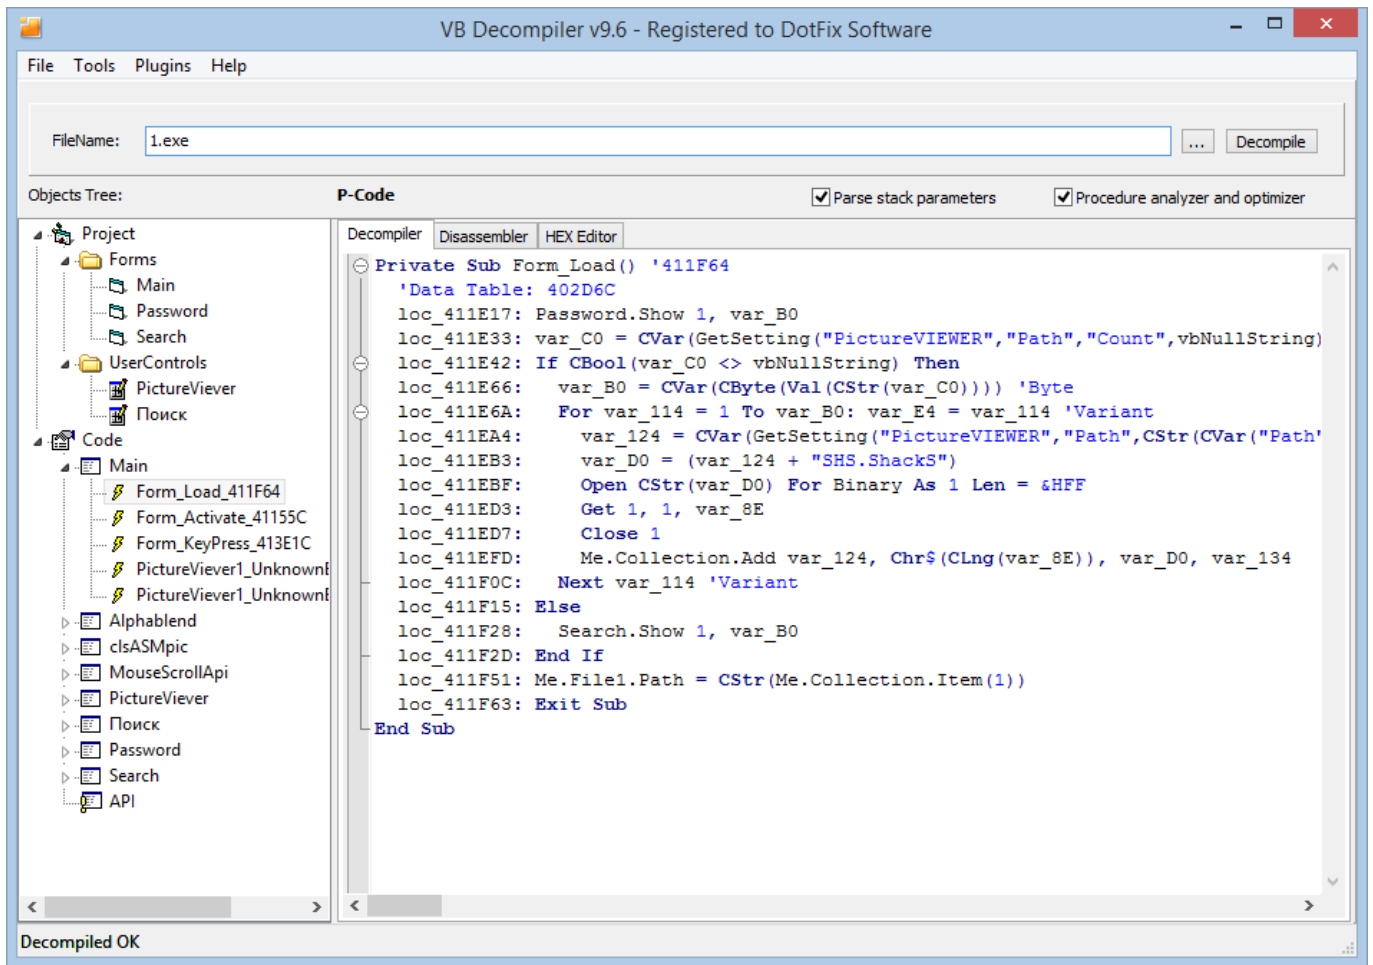 VB Decompiler v9.6 - Registered to DotFix Software
File Tools Plugins Help
FileName: 1.exe ... Decompile
Objects Tree: P-Code Parse stack parameters Procedure analyzer and optimizer
Project
Forms
Main
Password
Search
UserControls
PictureViever
Поиск
Code
Main
Form_Load_411F64
Form_Activate_41155C
Form_KeyPress_413E1C
PictureViever1_Unknown
PictureViever1_Unknown
Alphablend
clsASMpic
MouseScrollApi
PictureViever
Поиск
Password
Search
API
Decompiler Disassembler HEX Editor
Private Sub Form_Load() '411F64
'Data Table: 402D6C
loc_411E17: Password.Show 1, var_B0
loc_411E33: var_C0 = CVar(GetSetting("PictureVIEWER","Path","Count",vbNullString)
loc_411E42: If CBool(var_C0 <> vbNullString) Then
loc_411E66: var_B0 = CVar(CByte(Val(CStr(var_C0)))) 'Byte
loc_411E6A: For var_114 = 1 To var_B0: var_E4 = var_114 'Variant
loc_411EA4: var_124 = CVar(GetSetting("PictureVIEWER","Path",CStr(CVar("Path"
loc_411EB3: var_D0 = (var_124 + "SHS.ShackS")
loc_411EBF: Open CStr(var_D0) For Binary As 1 Len = &HFF
loc_411ED3: Get 1, 1, var_8E
loc_411ED7: Close 1
loc_411EFD: Me.Collection.Add var_124, Chr$(CLng(var_8E)), var_D0, var_134
loc_411F0C: Next var_114 'Variant
loc_411F15: Else
loc_411F28: Search.Show 1, var_B0
loc_411F2D: End If
loc_411F51: Me.File1.Path = CStr(Me.Collection.Item(1))
loc_411F63: Exit Sub
End Sub
Decompiled OK